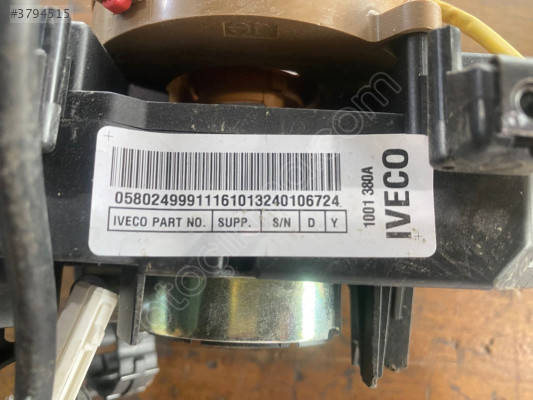 #3794515
05802499911161013240106724
IVECO PART NO. SUPP. S/N D Y
1001 380A
IVECO